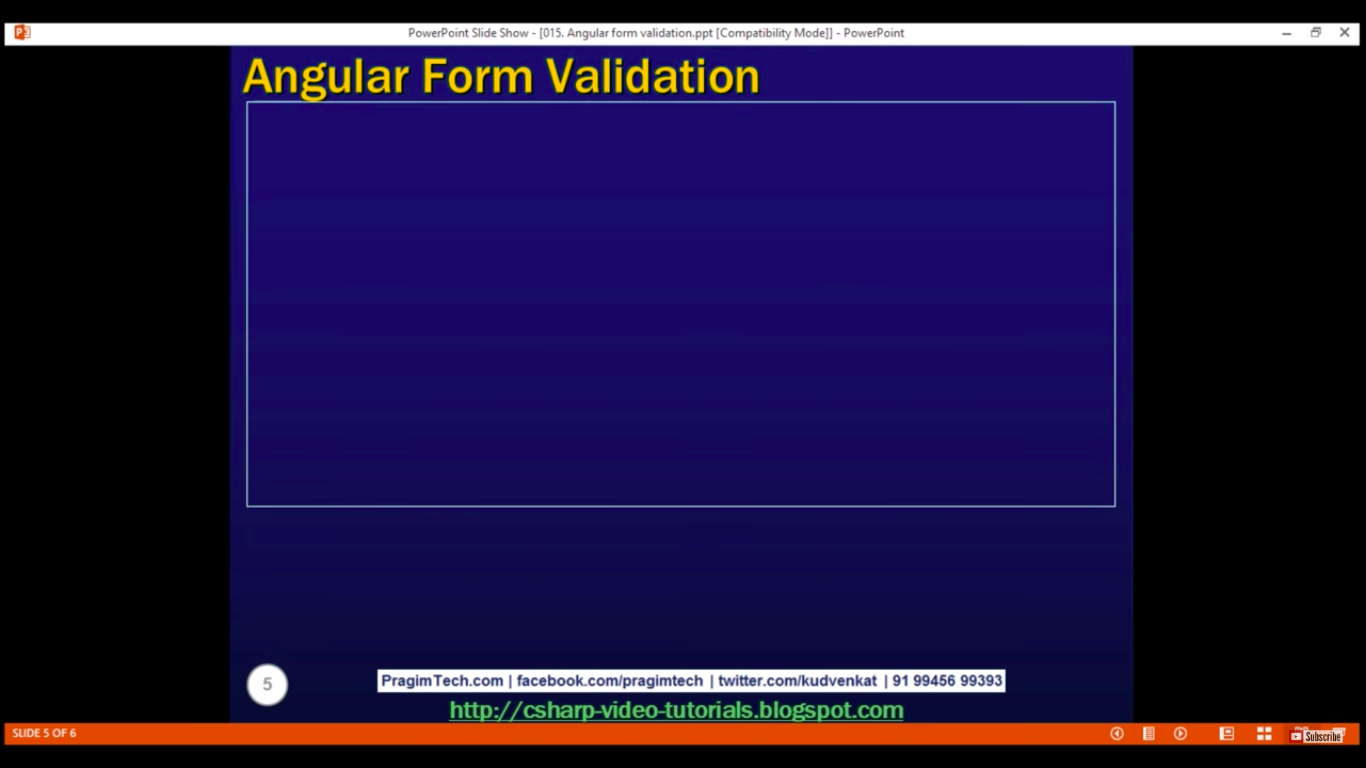 PowerPoint Slide Show - [015. Angular form validation.ppt [Compatibility Mode]] - PowerPoint
Angular Form Validation
5
PragimTech.com | facebook.com/pragimtech | twitter.com/kudvenkat | 91 99456 99393
http://csharp-video-tutorials.blogspot.com
SLIDE 5 OF 6
Subscribe